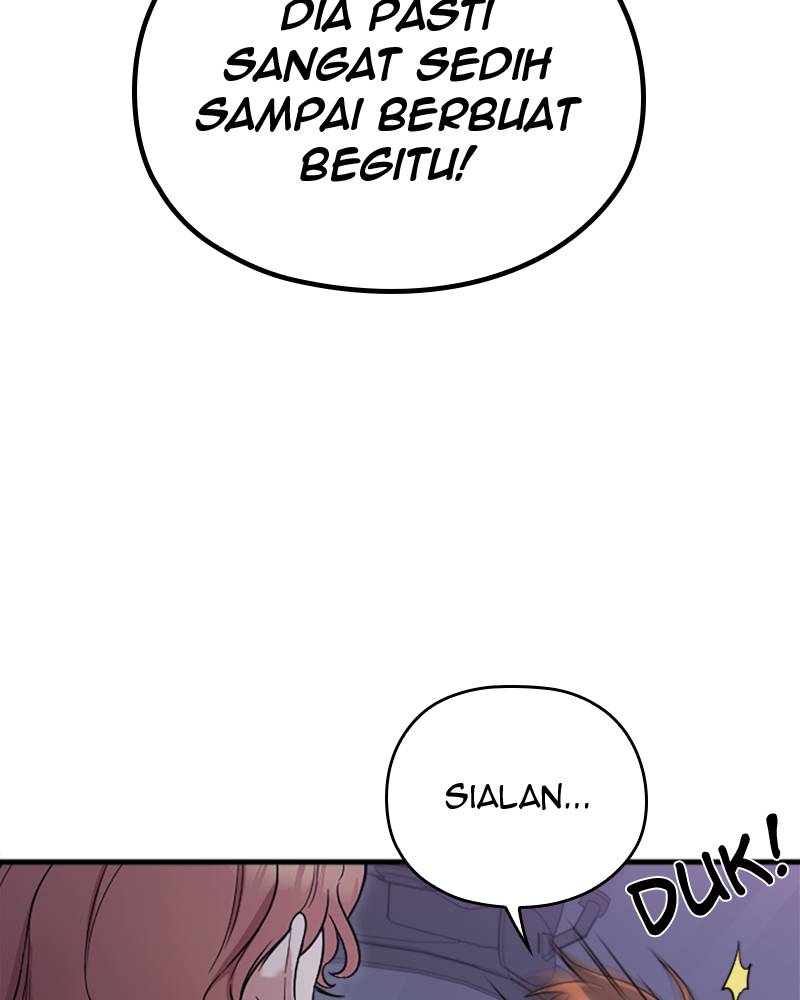 DIA PASTI
SANGAT SEDIH
SAMPAI BERBUAT
BEGITU!
SIALAN...
DUK!